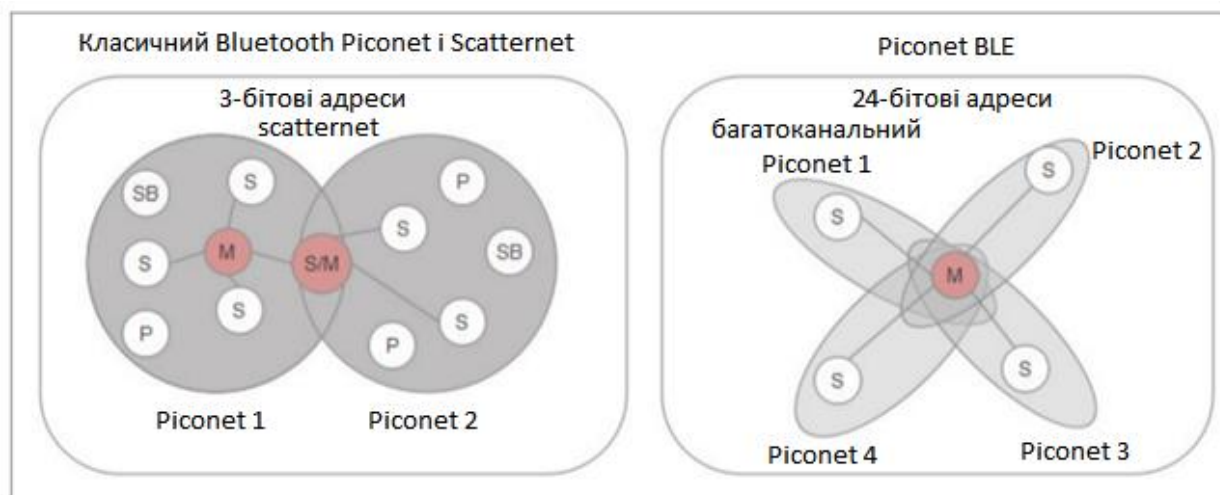 Класичний Bluetooth Piconet і Scatternet
3-бітові адреси
scatternet
SB
S
P
S
M
S/M
S
SB
S
P
S
P
S
Piconet 1
Piconet 2
Piconet BLE
24-бітові адреси
багатоканальний
Piconet 1
Piconet 2
S
S
M
S
S
Piconet 4
Piconet 3